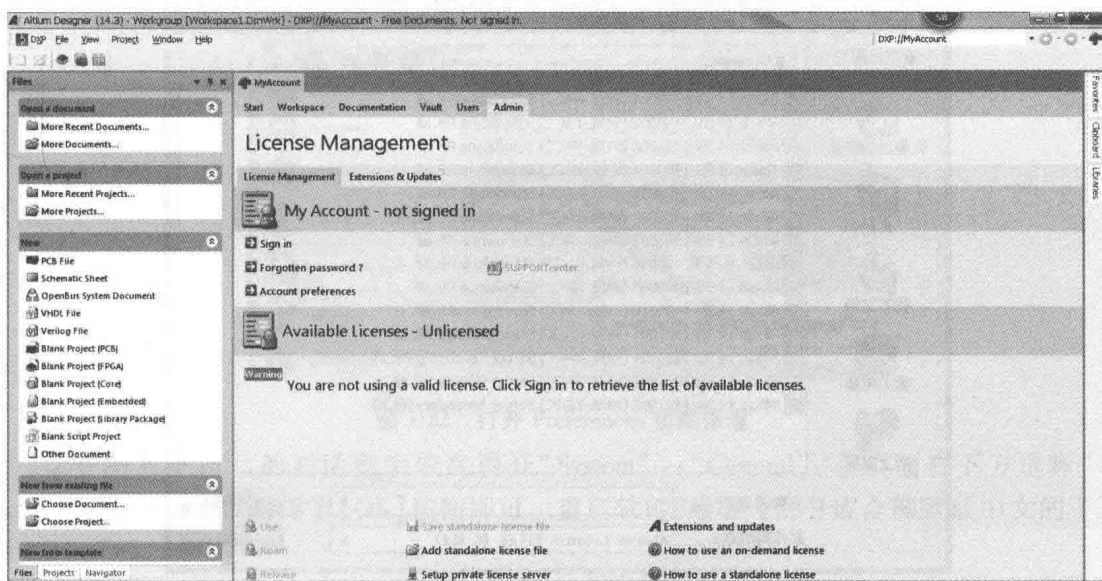 Altium Designer (14.3) - Workgroup [Workspace1.DsnWrk] - DXP://MyAccount - Free Documents. Not signed in.
58
DXP File View Project Window Help
DXP://MyAccount
Files
MyAccount
Open a document
More Recent Documents...
More Documents...
Open a project
More Recent Projects...
More Projects...
New
PCB File
Schematic Sheet
OpenBus System Document
VHDL File
Verilog File
Blank Project (PCB)
Blank Project (FPGA)
Blank Project (Core)
Blank Project (Embedded)
Blank Project (Library Package)
Blank Script Project
Other Document
New from existing file
Choose Document...
Choose Project...
New from template
Files Projects Navigator
Start Workspace Documentation Vault Users Admin
License Management
License Management Extensions & Updates
My Account - not signed in
Sign in
Forgotten password ?
SUPPORTcenter
Account preferences
Available Licenses - Unlicensed
Warning
You are not using a valid license. Click Sign in to retrieve the list of available licenses.
Use
Save standalone license file
Extensions and updates
Roam
Add standalone license file
How to use an on-demand license
Release
Setup private license server
How to use a standalone license
Favorites
Clipboard
Libraries